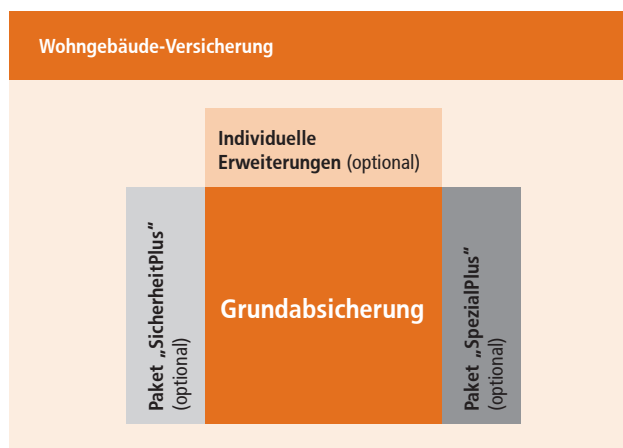 Wohngebäude-Versicherung
Individuelle
Erweiterungen (optional)
Paket „SicherheitPlus“
(optional)
Grundabsicherung
Paket „SpezialPlus“
(optional)